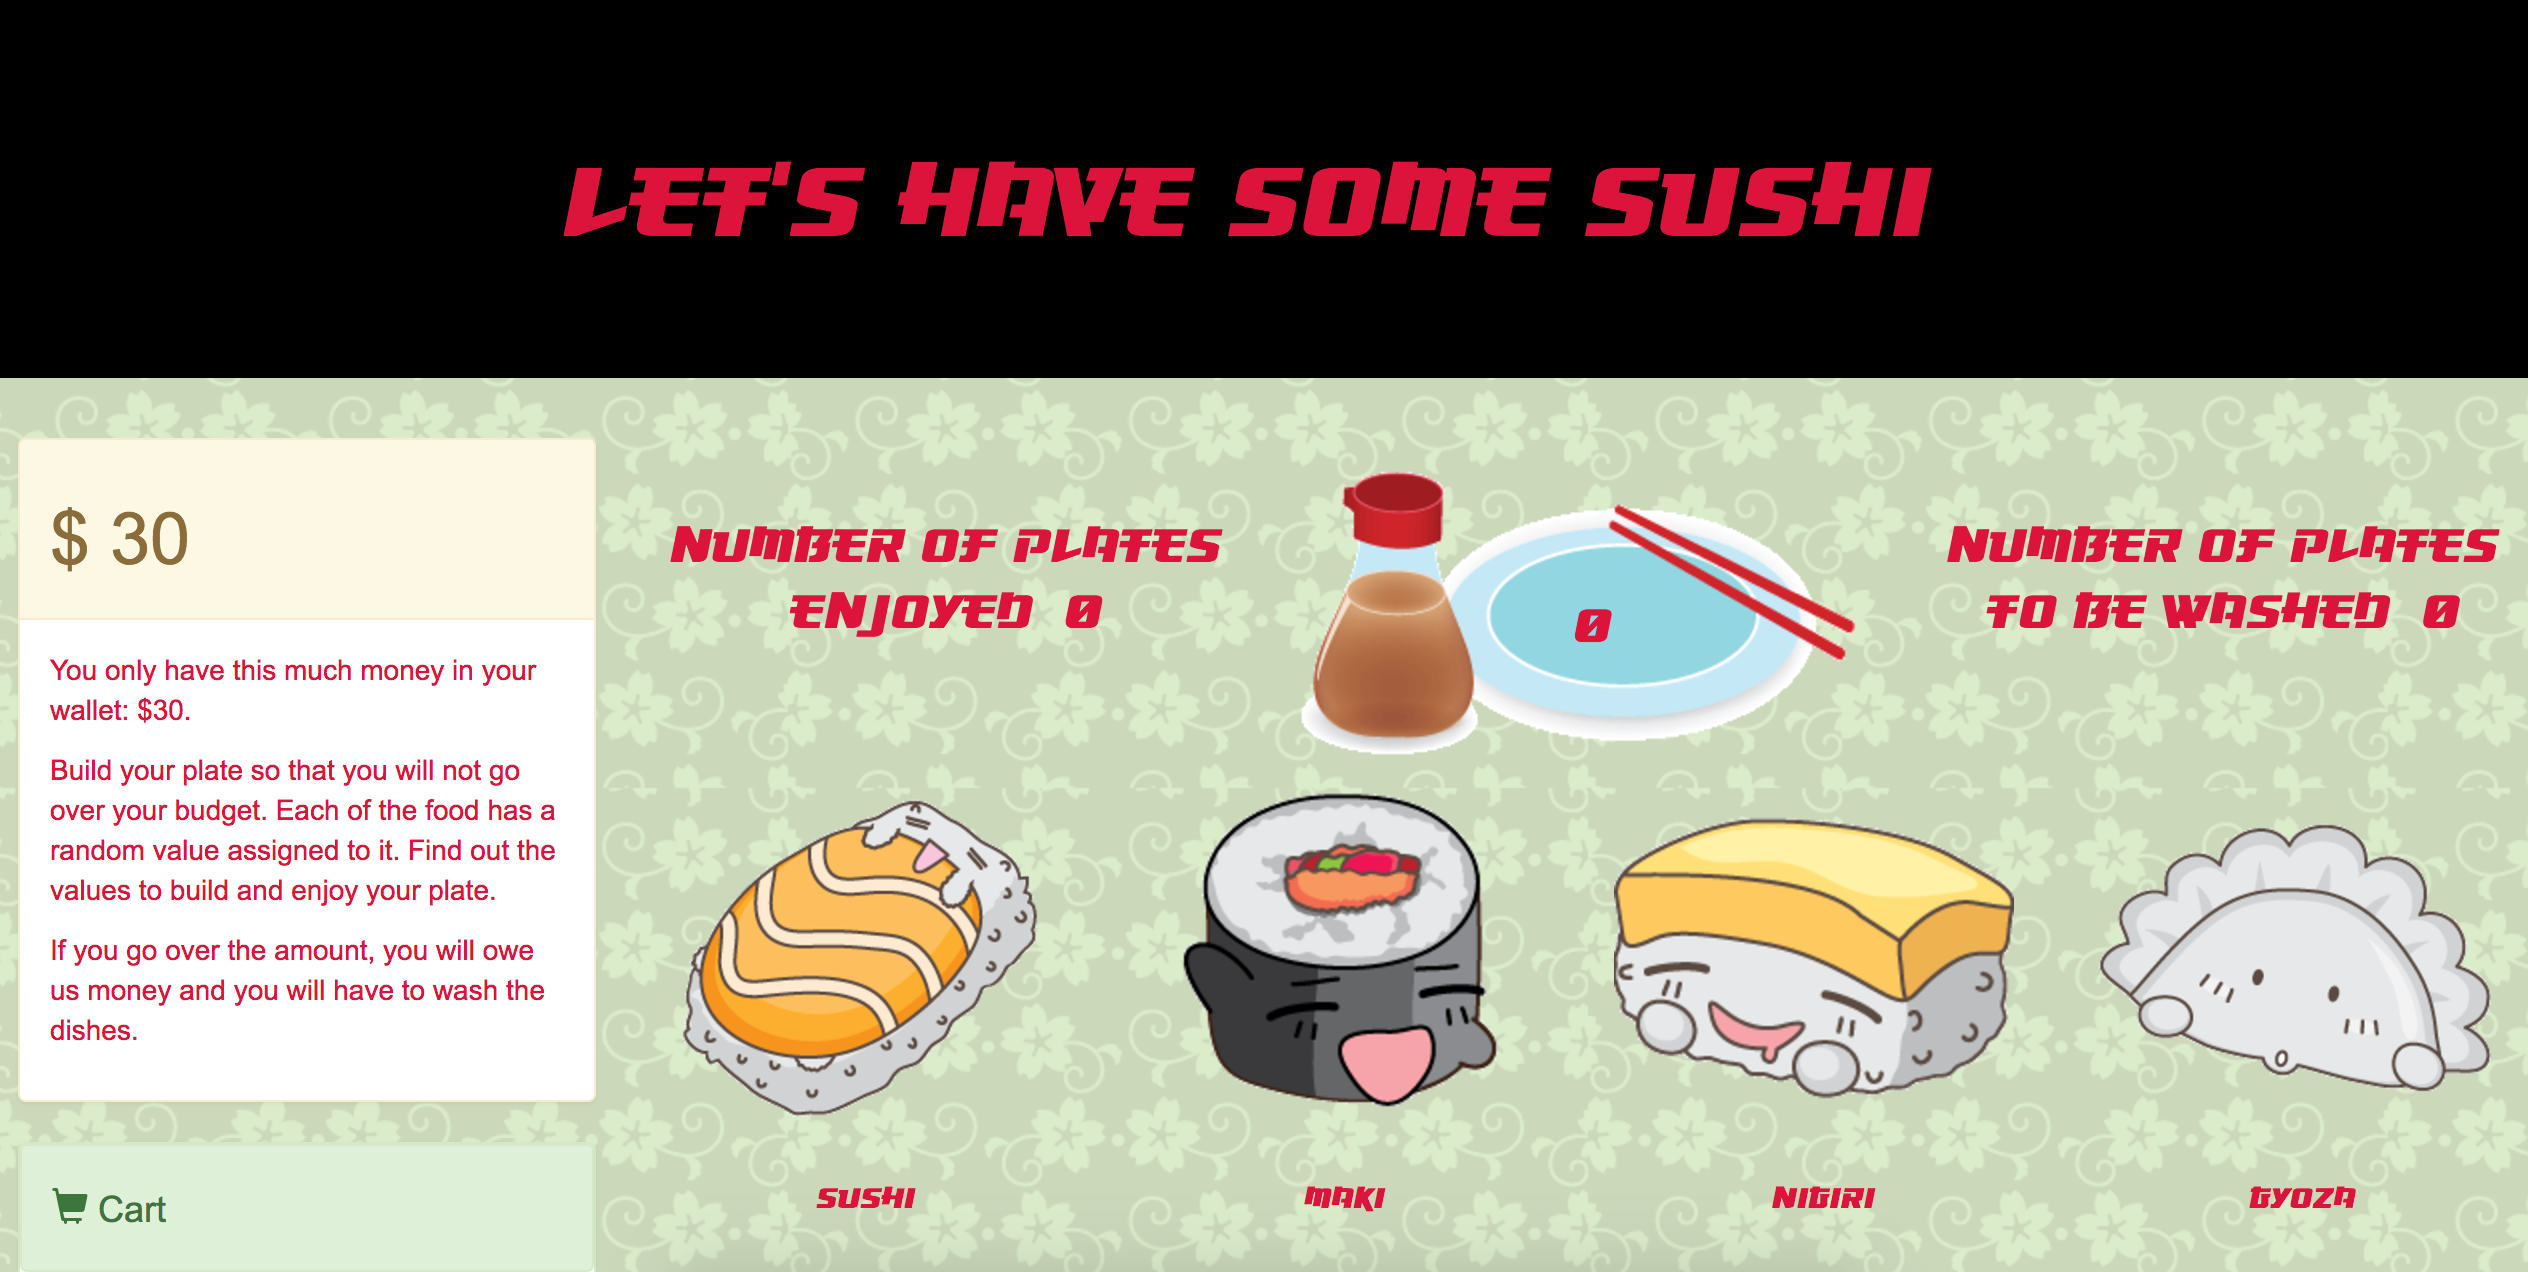 LET'S HAVE SOME SUSHI
$ 30
You only have this much money in your
wallet: $30.
Build your plate so that you will not go
over your budget. Each of the food has a
random value assigned to it. Find out the
values to build and enjoy your plate.
If you go over the amount, you will owe
us money and you will have to wash the
dishes.
Cart
NUMBER OF PLATES
ENJOYED 0
0
NUMBER OF PLATES
TO BE WASHED 0
SUSHI
MAKI
NIGIRI
GYOZA